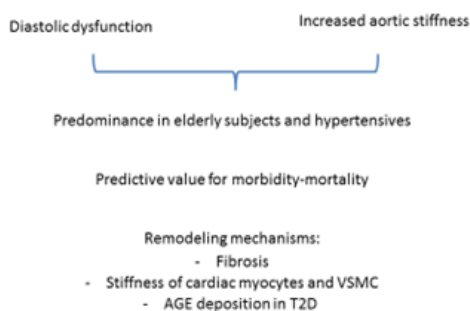 Diastolic dysfunction
Increased aortic stiffness
Predominance in elderly subjects and hypertensives
Predictive value for morbidity-mortality
Remodeling mechanisms:
- Fibrosis
- Stiffness of cardiac myocytes and VSMC
- AGE deposition in T2D